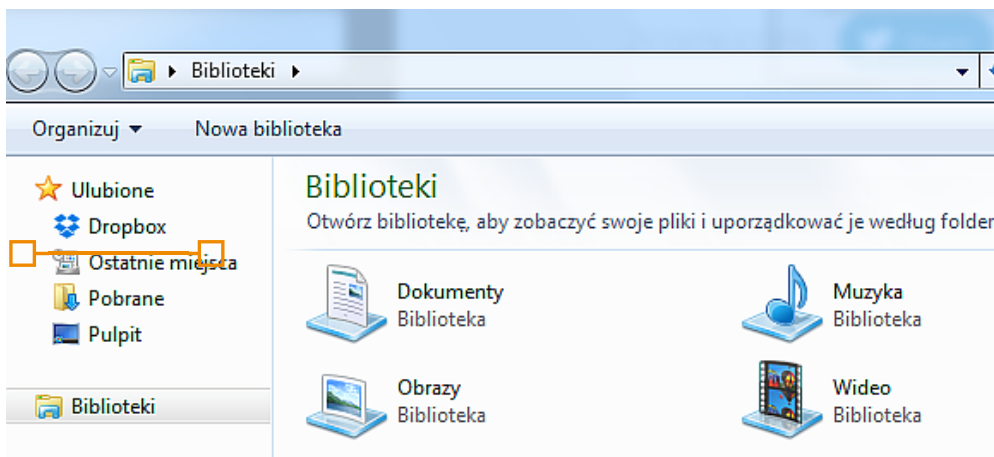 Biblioteki
Organizuj Nowa biblioteka
Ulubione
Dropbox
Ostatnie miejsca
Pobrane
Pulpit
Biblioteki
Biblioteki
Otwórz bibliotekę, aby zobaczyć swoje pliki i uporządkować je według folder
Dokumenty
Biblioteka
Muzyka
Biblioteka
Obrazy
Biblioteka
Wideo
Biblioteka